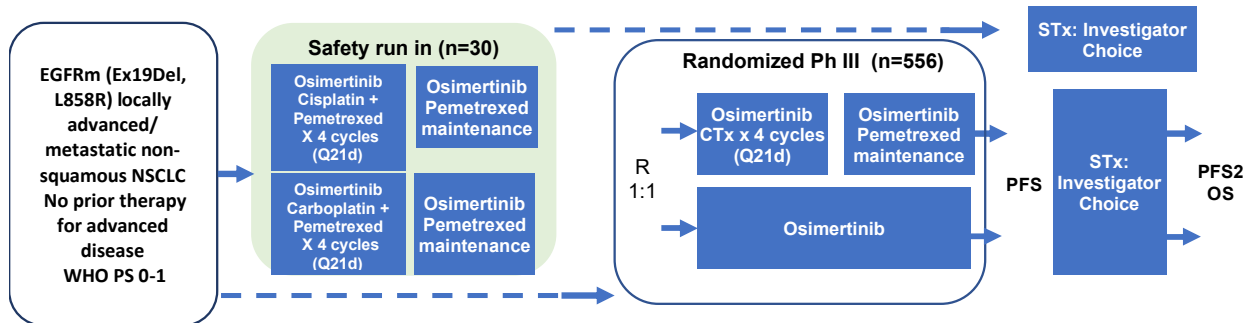 EGFRm (Ex19Del,
L858R) locally
advanced/
metastatic non-
squamous NSCLC
No prior therapy
for advanced
disease
WHO PS 0-1
Safety run in (n=30)
Osimertinib
Cisplatin +
Pemetrexed
X 4 cycles
(Q21d)
Osimertinib
Pemetrexed
maintenance
Osimertinib
Carboplatin +
Pemetrexed
X 4 cycles
(Q21d)
Osimertinib
Pemetrexed
maintenance
Randomized Ph III (n=556)
R
1:1
Osimertinib
CTx x 4 cycles
(Q21d)
Osimertinib
Pemetrexed
maintenance
Osimertinib
STx: Investigator
Choice
PFS
STx:
Investigator
Choice
PFS2
OS